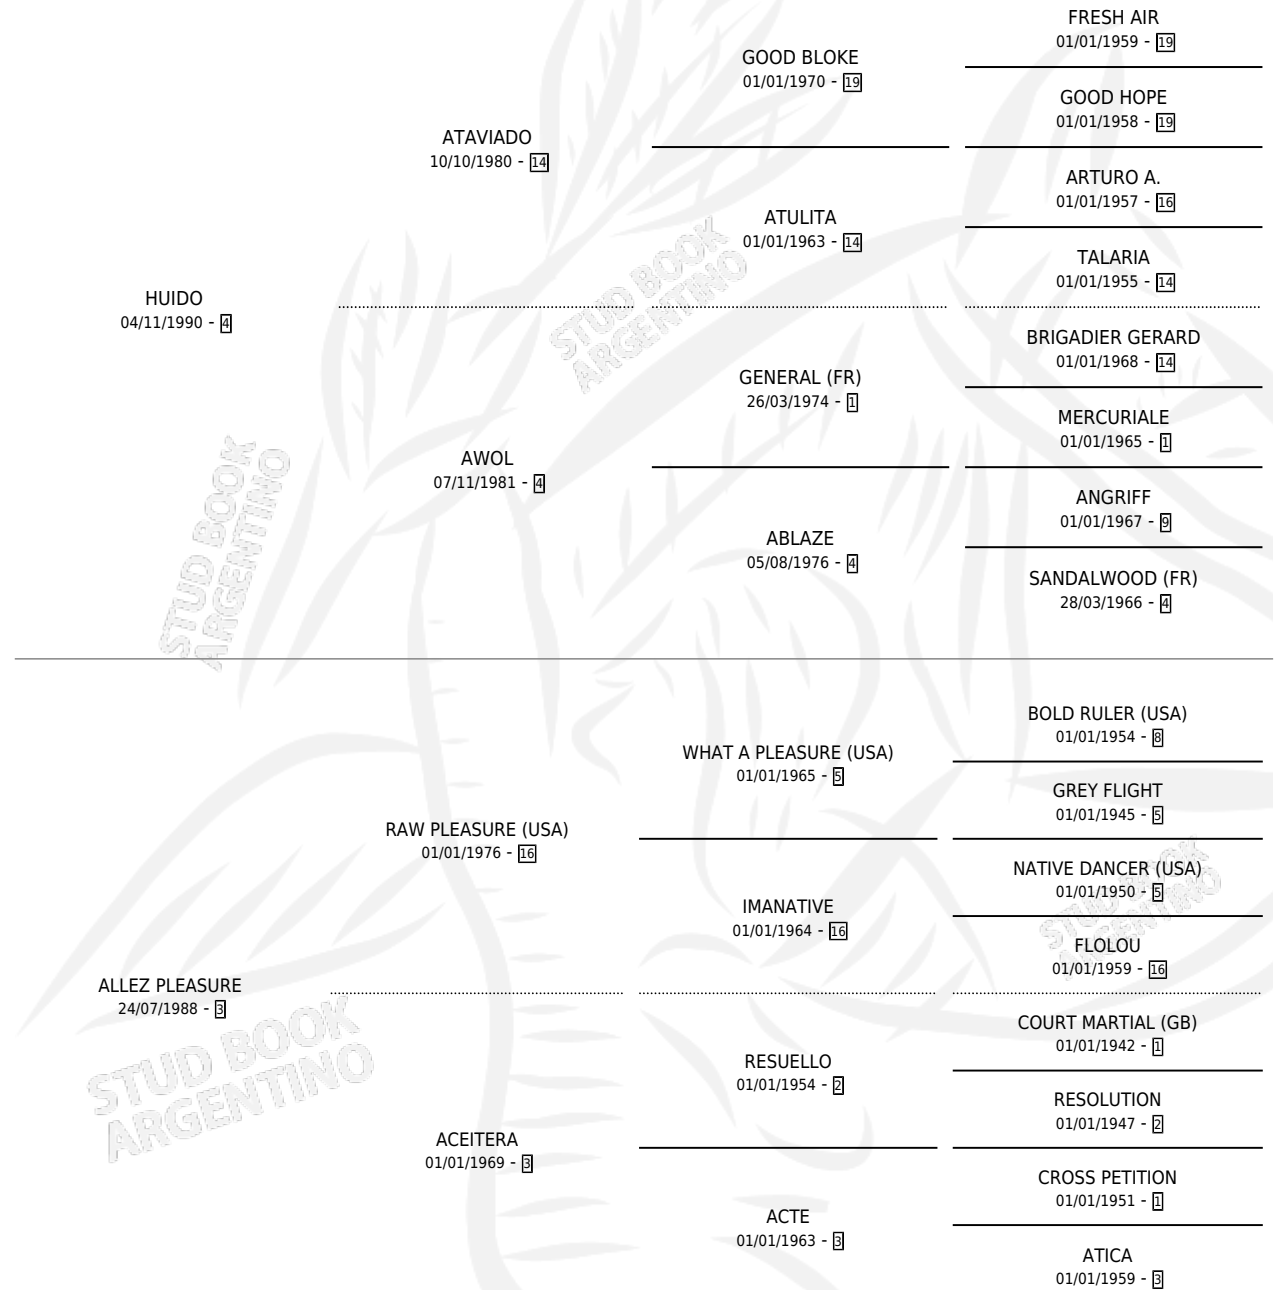 FRESH AIR
01/01/1959 - 19
GOOD BLOKE
01/01/1970 - 19
GOOD HOPE
01/01/1958 - 19
ATAVIADO
10/10/1980 - 14
ARTURO A.
01/01/1957 - 16
ATULITA
01/01/1963 - 14
TALARIA
01/01/1955 - 14
HUIDO
04/11/1990 - 4
BRIGADIER GERARD
01/01/1968 - 14
GENERAL (FR)
26/03/1974 - 1
MERCURIALE
01/01/1965 - 1
AWOL
07/11/1981 - 4
ANGRIFF
01/01/1967 - 9
ABLAZE
05/08/1976 - 4
SANDALWOOD (FR)
28/03/1966 - 4
BOLD RULER (USA)
01/01/1954 - 8
WHAT A PLEASURE (USA)
01/01/1965 - 5
GREY FLIGHT
01/01/1945 - 5
RAW PLEASURE (USA)
01/01/1976 - 16
NATIVE DANCER (USA)
01/01/1950 - 5
IMANATIVE
01/01/1964 - 16
FLOLOU
01/01/1959 - 16
ALLEZ PLEASURE
24/07/1988 - 3
COURT MARTIAL (GB)
01/01/1942 - 1
RESUELLO
01/01/1954 - 2
RESOLUTION
01/01/1947 - 2
ACEITERA
01/01/1969 - 3
CROSS PETITION
01/01/1951 - 1
ACTE
01/01/1963 - 3
ATICA
01/01/1959 - 3
STUD BOOK
ARGENTINO
STUD BOOK
ARGENTINO
STUD BOOK
ARGENTINO
STUD BOOK
ARGENTINO